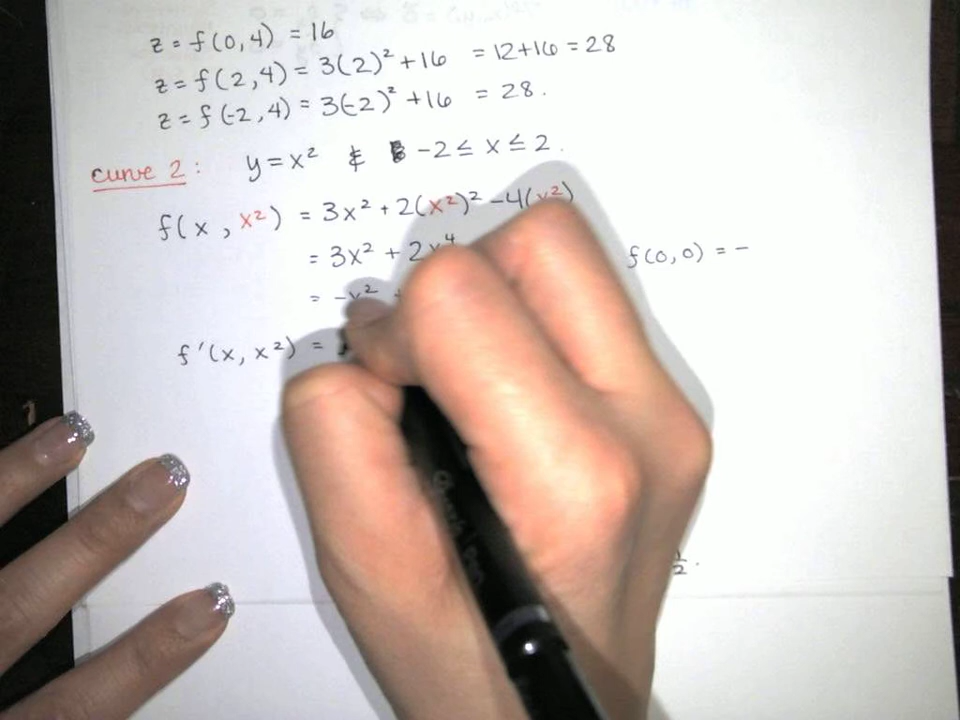 z = f(0,4) = 16
z = f(2,4) = 3(2)² + 16 = 12+16 = 28
z = f(-2,4) = 3(-2)² + 16 = 28.
curve 2: y = x² & -2 ≤ x ≤ 2.
f(x, x²) = 3x² + 2(x²)² - 4(x²)
= 3x² + 2x⁴
f(0,0) = -
= -x² +
f'(x, x²) =